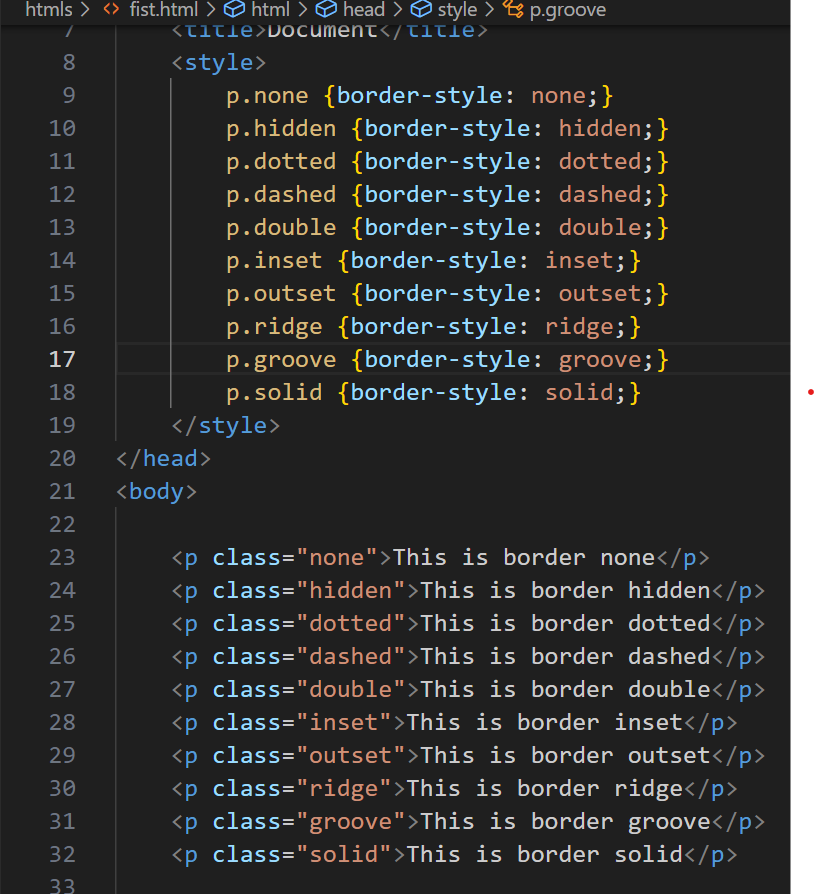 htmls > <> fist.html > html > head > style > p.groove
7 <title>Document</title>
8 <style>
9 p.none {border-style: none;}
10 p.hidden {border-style: hidden;}
11 p.dotted {border-style: dotted;}
12 p.dashed {border-style: dashed;}
13 p.double {border-style: double;}
14 p.inset {border-style: inset;}
15 p.outset {border-style: outset;}
16 p.ridge {border-style: ridge;}
17 p.groove {border-style: groove;}
18 p.solid {border-style: solid;}
19 </style>
20 </head>
21 <body>
22
23 <p class="none">This is border none</p>
24 <p class="hidden">This is border hidden</p>
25 <p class="dotted">This is border dotted</p>
26 <p class="dashed">This is border dashed</p>
27 <p class="double">This is border double</p>
28 <p class="inset">This is border inset</p>
29 <p class="outset">This is border outset</p>
30 <p class="ridge">This is border ridge</p>
31 <p class="groove">This is border groove</p>
32 <p class="solid">This is border solid</p>
33